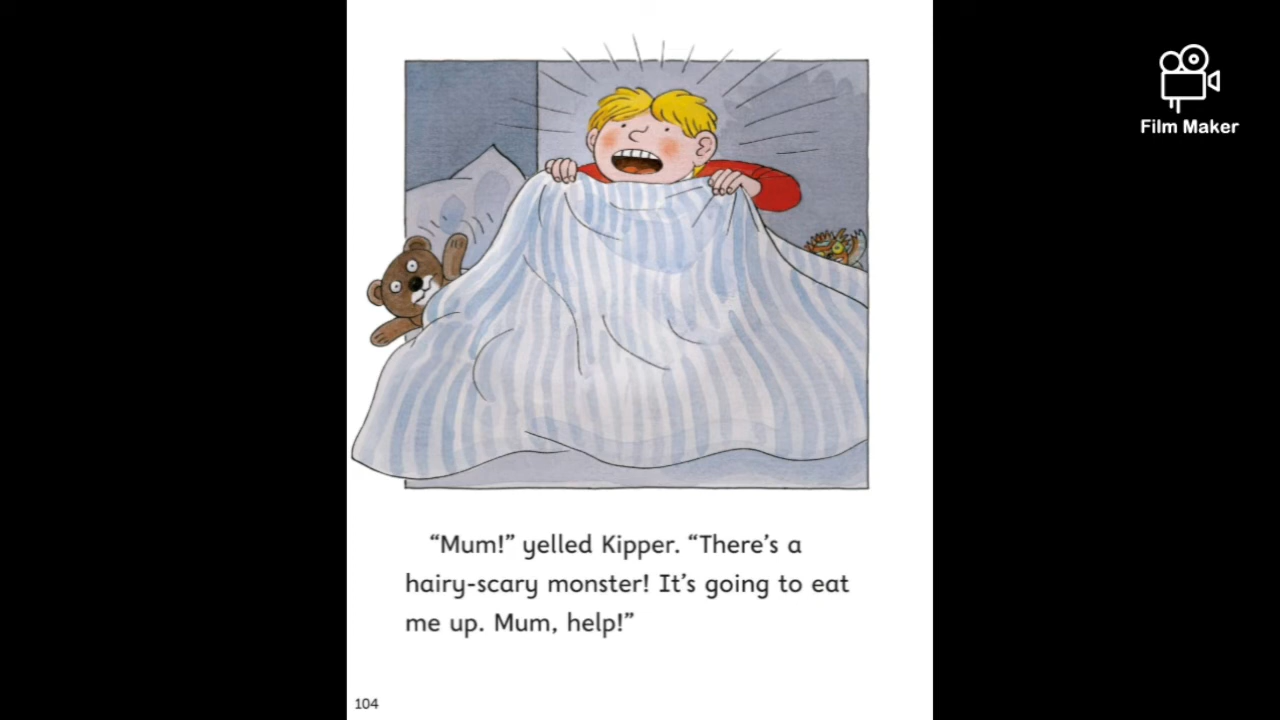 Film Maker
“Mum!” yelled Kipper. “There’s a
hairy-scary monster! It’s going to eat
me up. Mum, help!”
104